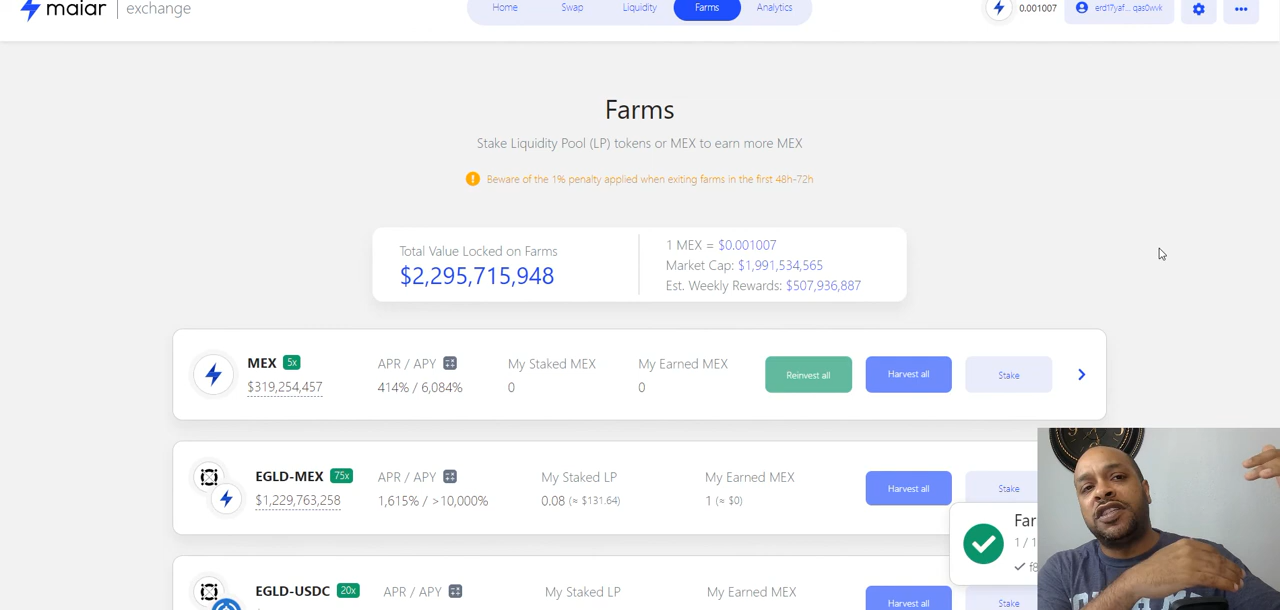 maiar | exchange
Home Swap Liquidity Farms Analytics
0.001007 erd17yaf... qas0wvk
Farms
Stake Liquidity Pool (LP) tokens or MEX to earn more MEX
Beware of the 1% penalty applied when exiting farms in the first 48h-72h
Total Value Locked on Farms
$2,295,715,948
1 MEX = $0.001007
Market Cap: $1,991,534,565
Est. Weekly Rewards: $507,936,887
MEX 5x
$319,254,457
APR / APY
414% / 6,084%
My Staked MEX
0
My Earned MEX
0
Reinvest all
Harvest all
Stake
EGLD-MEX 75x
$1,229,763,258
APR / APY
1,615% / >10,000%
My Staked LP
0.08 (≈ $131.64)
My Earned MEX
1 (≈ $0)
Harvest all
Stake
Far
1 / 1
f8
EGLD-USDC 20x
APR / APY
My Staked LP
My Earned MEX
Harvest all
Stake